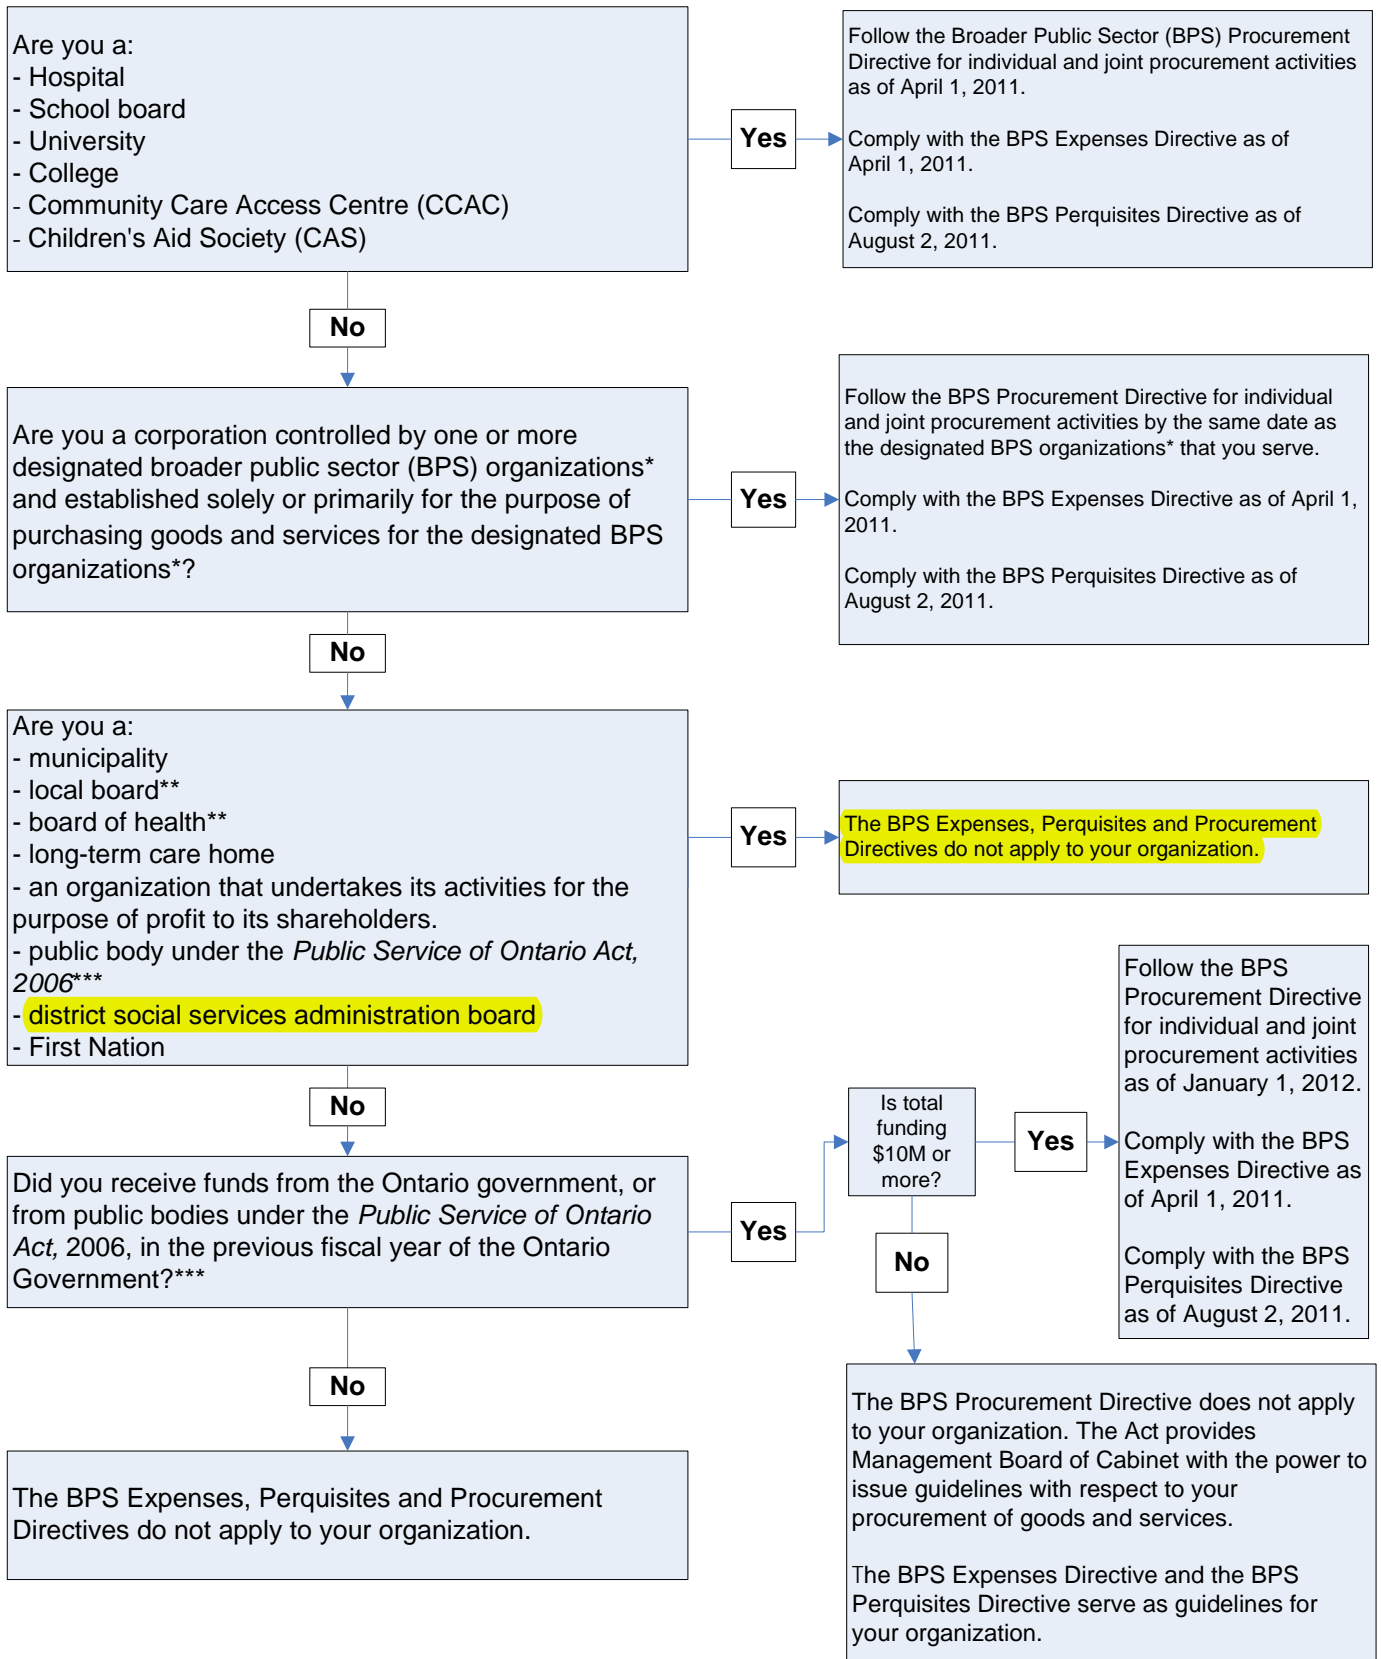 Are you a:
- Hospital
- School board
- University
- College
- Community Care Access Centre (CCAC)
- Children's Aid Society (CAS)
Yes
Follow the Broader Public Sector (BPS) Procurement
Directive for individual and joint procurement activities
as of April 1, 2011.
Comply with the BPS Expenses Directive as of
April 1, 2011.
Comply with the BPS Perquisites Directive as of
August 2, 2011.
No
Are you a corporation controlled by one or more
designated broader public sector (BPS) organizations*
and established solely or primarily for the purpose of
purchasing goods and services for the designated BPS
organizations*?
Yes
Follow the BPS Procurement Directive for individual
and joint procurement activities by the same date as
the designated BPS organizations* that you serve.
Comply with the BPS Expenses Directive as of April 1,
2011.
Comply with the BPS Perquisites Directive as of
August 2, 2011.
No
Are you a:
- municipality
- local board**
- board of health**
- long-term care home
- an organization that undertakes its activities for the
purpose of profit to its shareholders.
- public body under the Public Service of Ontario Act,
2006***
- district social services administration board
- First Nation
Yes
The BPS Expenses, Perquisites and Procurement
Directives do not apply to your organization.
No
Did you receive funds from the Ontario government, or
from public bodies under the Public Service of Ontario
Act, 2006, in the previous fiscal year of the Ontario
Government?***
Yes
Is total
funding
$10M or
more?
Yes
Follow the BPS
Procurement Directive
for individual and joint
procurement activities
as of January 1, 2012.
Comply with the BPS
Expenses Directive as
of April 1, 2011.
Comply with the BPS
Perquisites Directive
as of August 2, 2011.
No
The BPS Procurement Directive does not apply
to your organization. The Act provides
Management Board of Cabinet with the power to
issue guidelines with respect to your
procurement of goods and services.
The BPS Expenses Directive and the BPS
Perquisites Directive serve as guidelines for
your organization.
No
The BPS Expenses, Perquisites and Procurement
Directives do not apply to your organization.